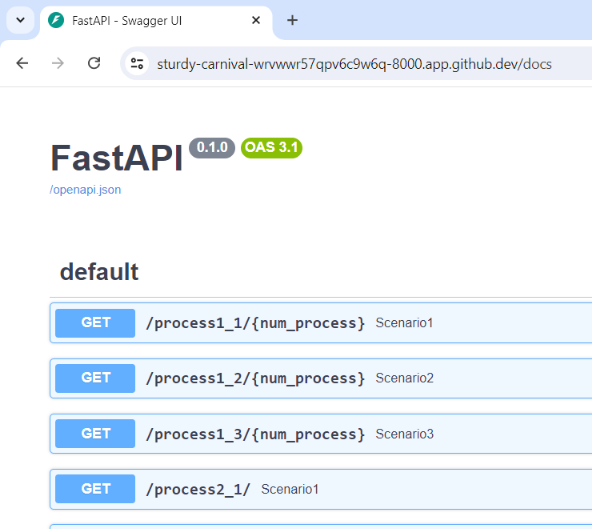 FastAPI - Swagger UI
sturdy-carnival-wrvwwr57qpv6c9w6q-8000.app.github.dev/docs
FastAPI 0.1.0 OAS 3.1
/openapi.json
default
GET /process1_1/{num_process} Scenario1
GET /process1_2/{num_process} Scenario2
GET /process1_3/{num_process} Scenario3
GET /process2_1/ Scenario1